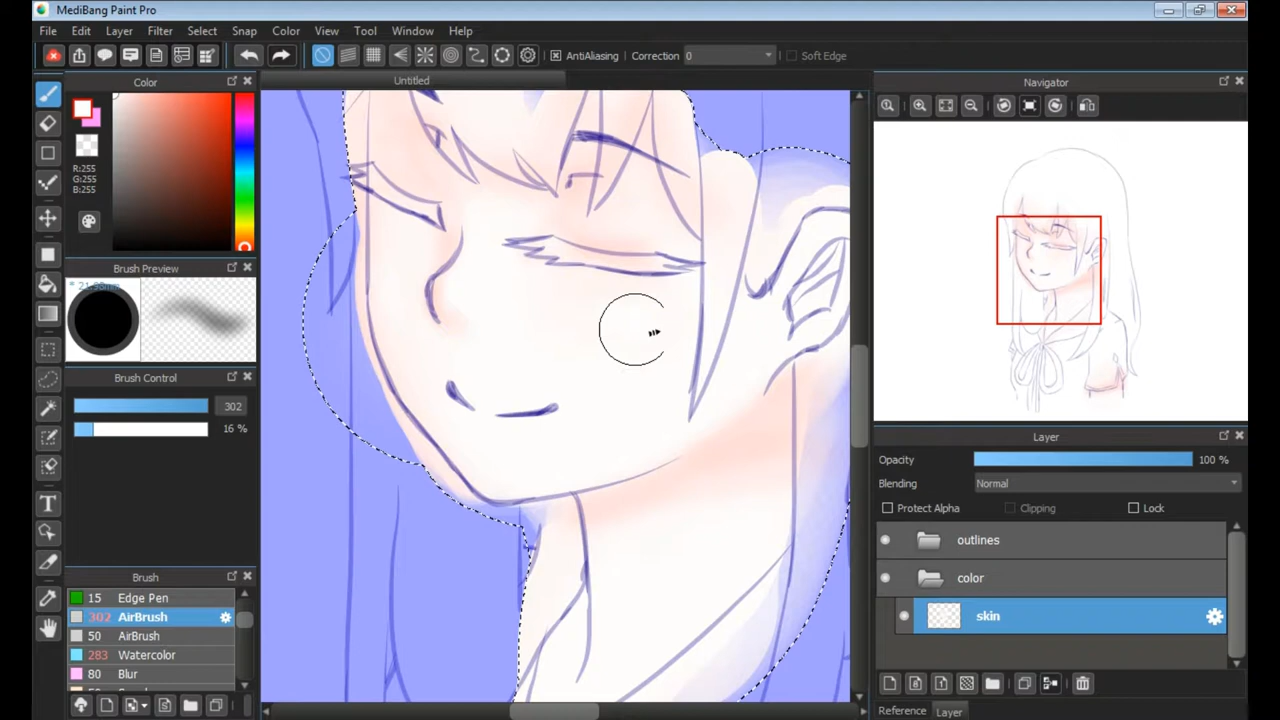 MediBang Paint Pro
File Edit Layer Filter Select Snap Color View Tool Window Help
AntiAliasing Correction 0 Soft Edge
Color
Untitled
Navigator
R:255
G:255
B:255
Brush Preview
Brush Control
302
16 %
Layer
Opacity 100 %
Blending Normal
Protect Alpha Clipping Lock
outlines
color
skin
Brush
15 Edge Pen
302 AirBrush
50 AirBrush
283 Watercolor
80 Blur
Reference Layer